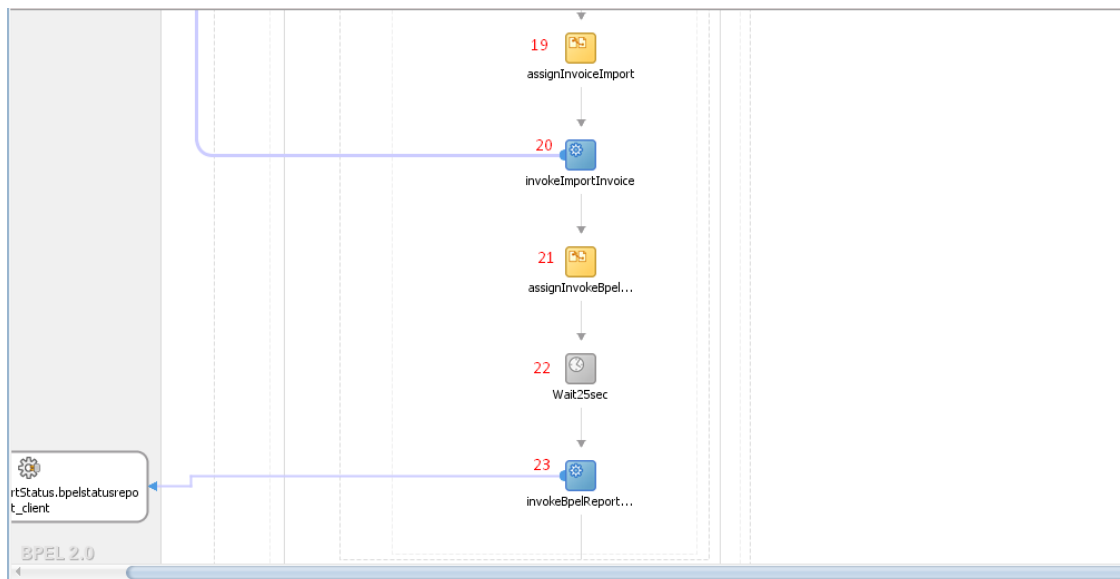 19
assignInvoiceImport
20
invokeImportInvoice
21
assignInvokeBpel...
22
Wait25sec
23
invokeBpelReport...
rtStatus.bpelstatusrepo
t_client
BPEL 2.0